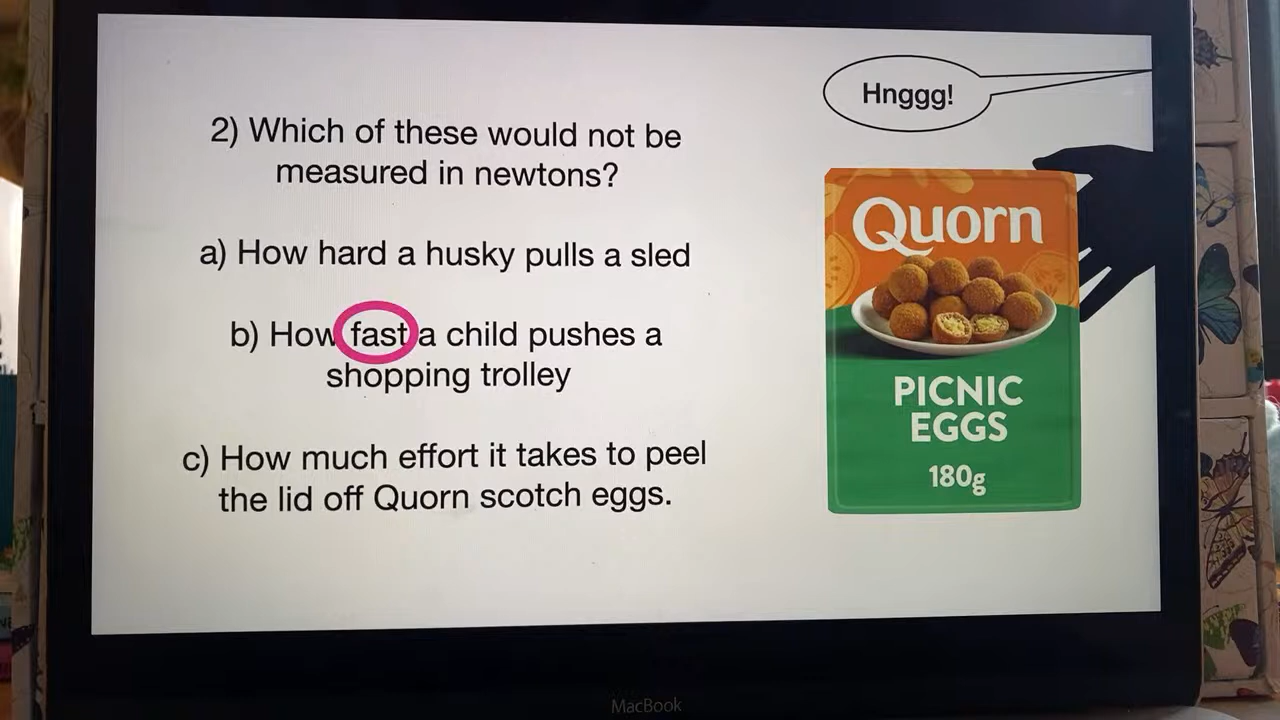 Hnggg!
2) Which of these would not be
measured in newtons?
a) How hard a husky pulls a sled
b) How fast a child pushes a
shopping trolley
c) How much effort it takes to peel
the lid off Quorn scotch eggs.
Quorn
PICNIC
EGGS
180g
MacBook